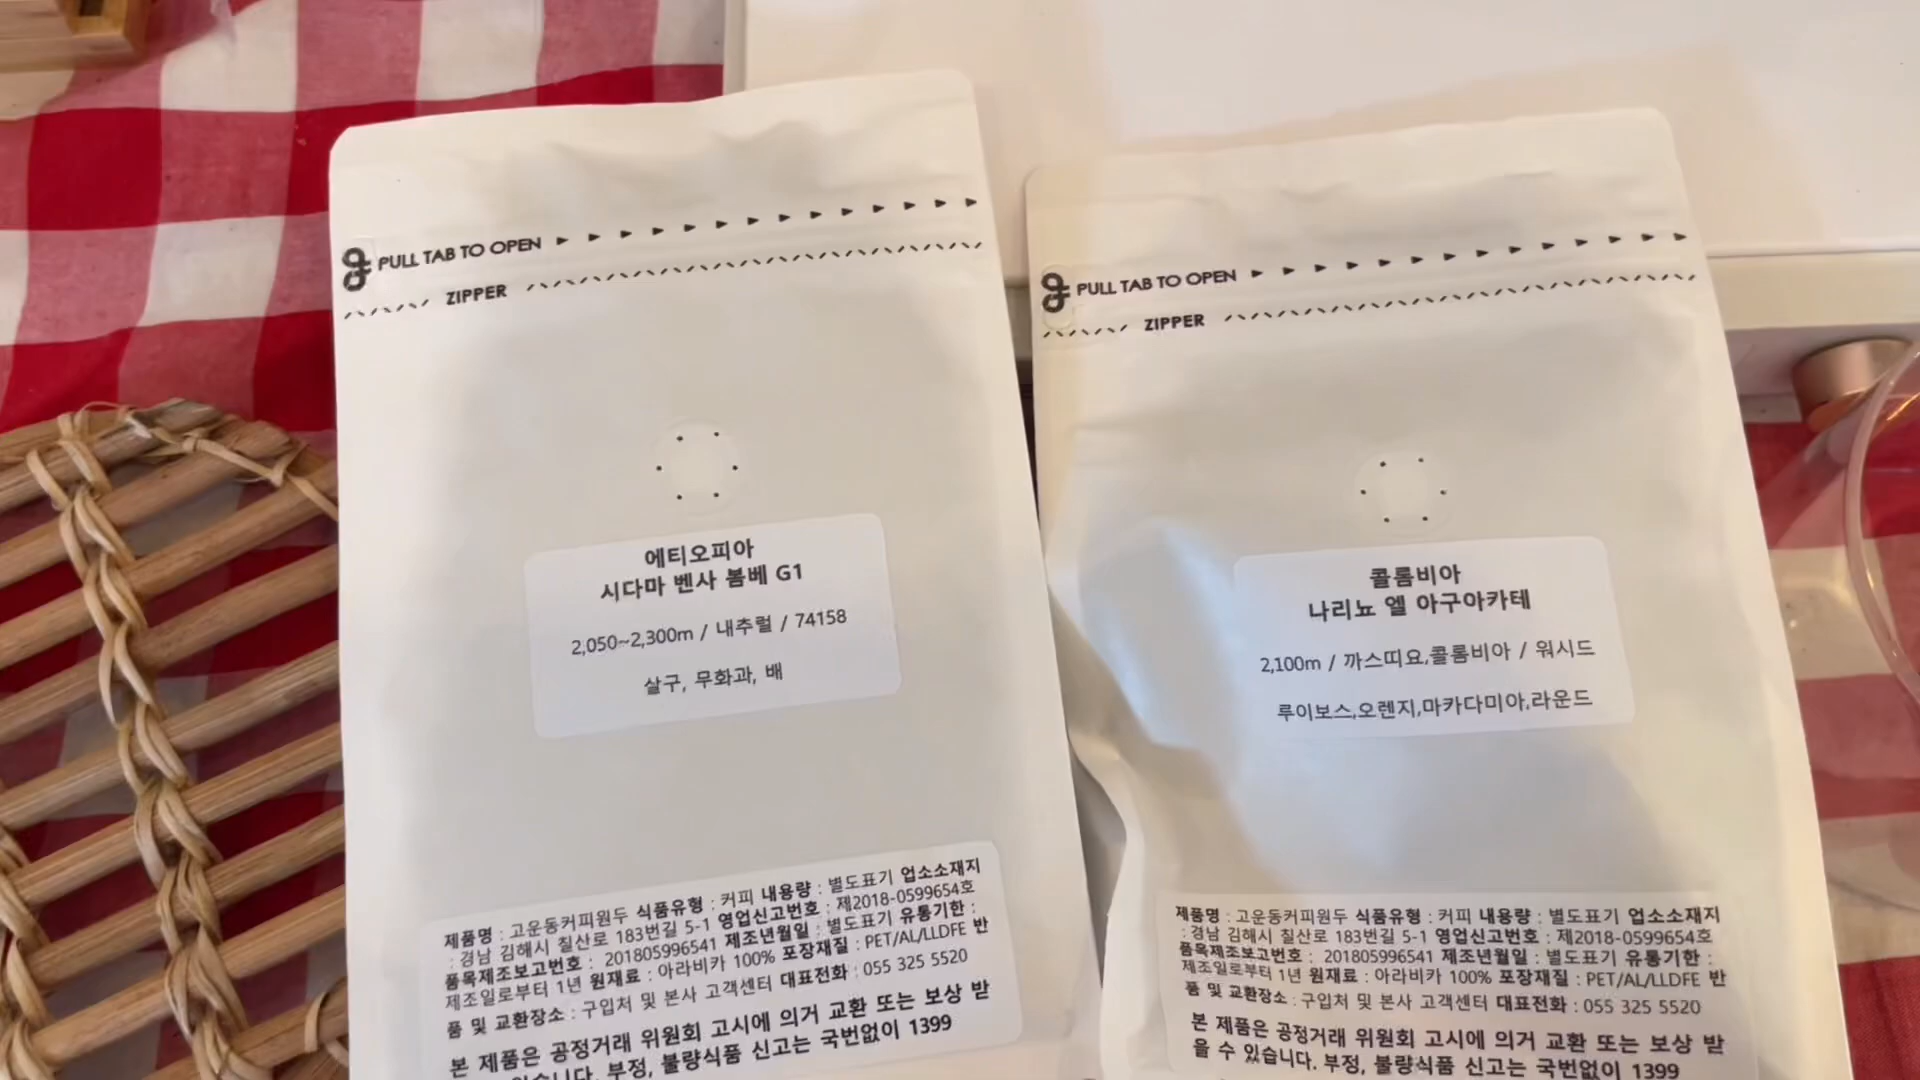 PULL TAB TO OPEN
ZIPPER
에티오피아
시다마 벤사 봄베 G1
2,050~2,300m / 내추럴 / 74158
살구, 무화과, 배
제품명 : 고운동커피원두 식품유형 : 커피 내용량 : 별도표기 업소소재지
: 경남 김해시 칠산로 183번길 5-1 영업신고번호 : 제2018-0599654호
품목제조보고번호 : 201805996541 제조년월일 : 별도표기 유통기한 :
제조일로부터 1년 원재료 : 아라비카 100% 포장재질 : PET/AL/LLDFE 반
품 및 교환장소 : 구입처 및 본사 고객센터 대표전화 : 055 325 5520
본 제품은 공정거래 위원회 고시에 의거 교환 또는 보상 받
있습니다. 부정, 불량식품 신고는 국번없이 1399
PULL TAB TO OPEN
ZIPPER
콜롬비아
나리뇨 엘 아구아카테
2,100m / 까스띠요,콜롬비아 / 워시드
루이보스,오렌지,마카다미아,라운드
제품명 : 고운동커피원두 식품유형 : 커피 내용량 : 별도표기 업소소재지
: 경남 김해시 칠산로 183번길 5-1 영업신고번호 : 제2018-0599654호
품목제조보고번호 : 201805996541 제조년월일 : 별도표기 유통기한 :
제조일로부터 1년 원재료 : 아라비카 100% 포장재질 : PET/AL/LLDFE 반
품 및 교환장소 : 구입처 및 본사 고객센터 대표전화 : 055 325 5520
본 제품은 공정거래 위원회 고시에 의거 교환 또는 보상 받
을 수 있습니다. 부정, 불량식품 신고는 국번없이 1399